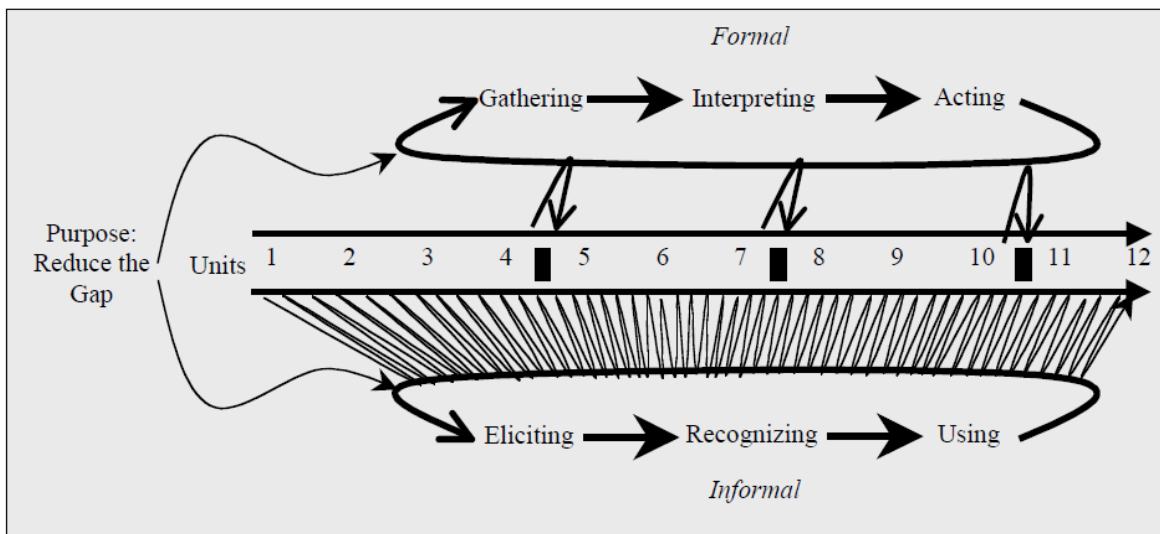 Formal
Gathering Interpreting Acting
Purpose:
Reduce the
Gap
Units 1 2 3 4 5 6 7 8 9 10 11 12
Eliciting Recognizing Using
Informal